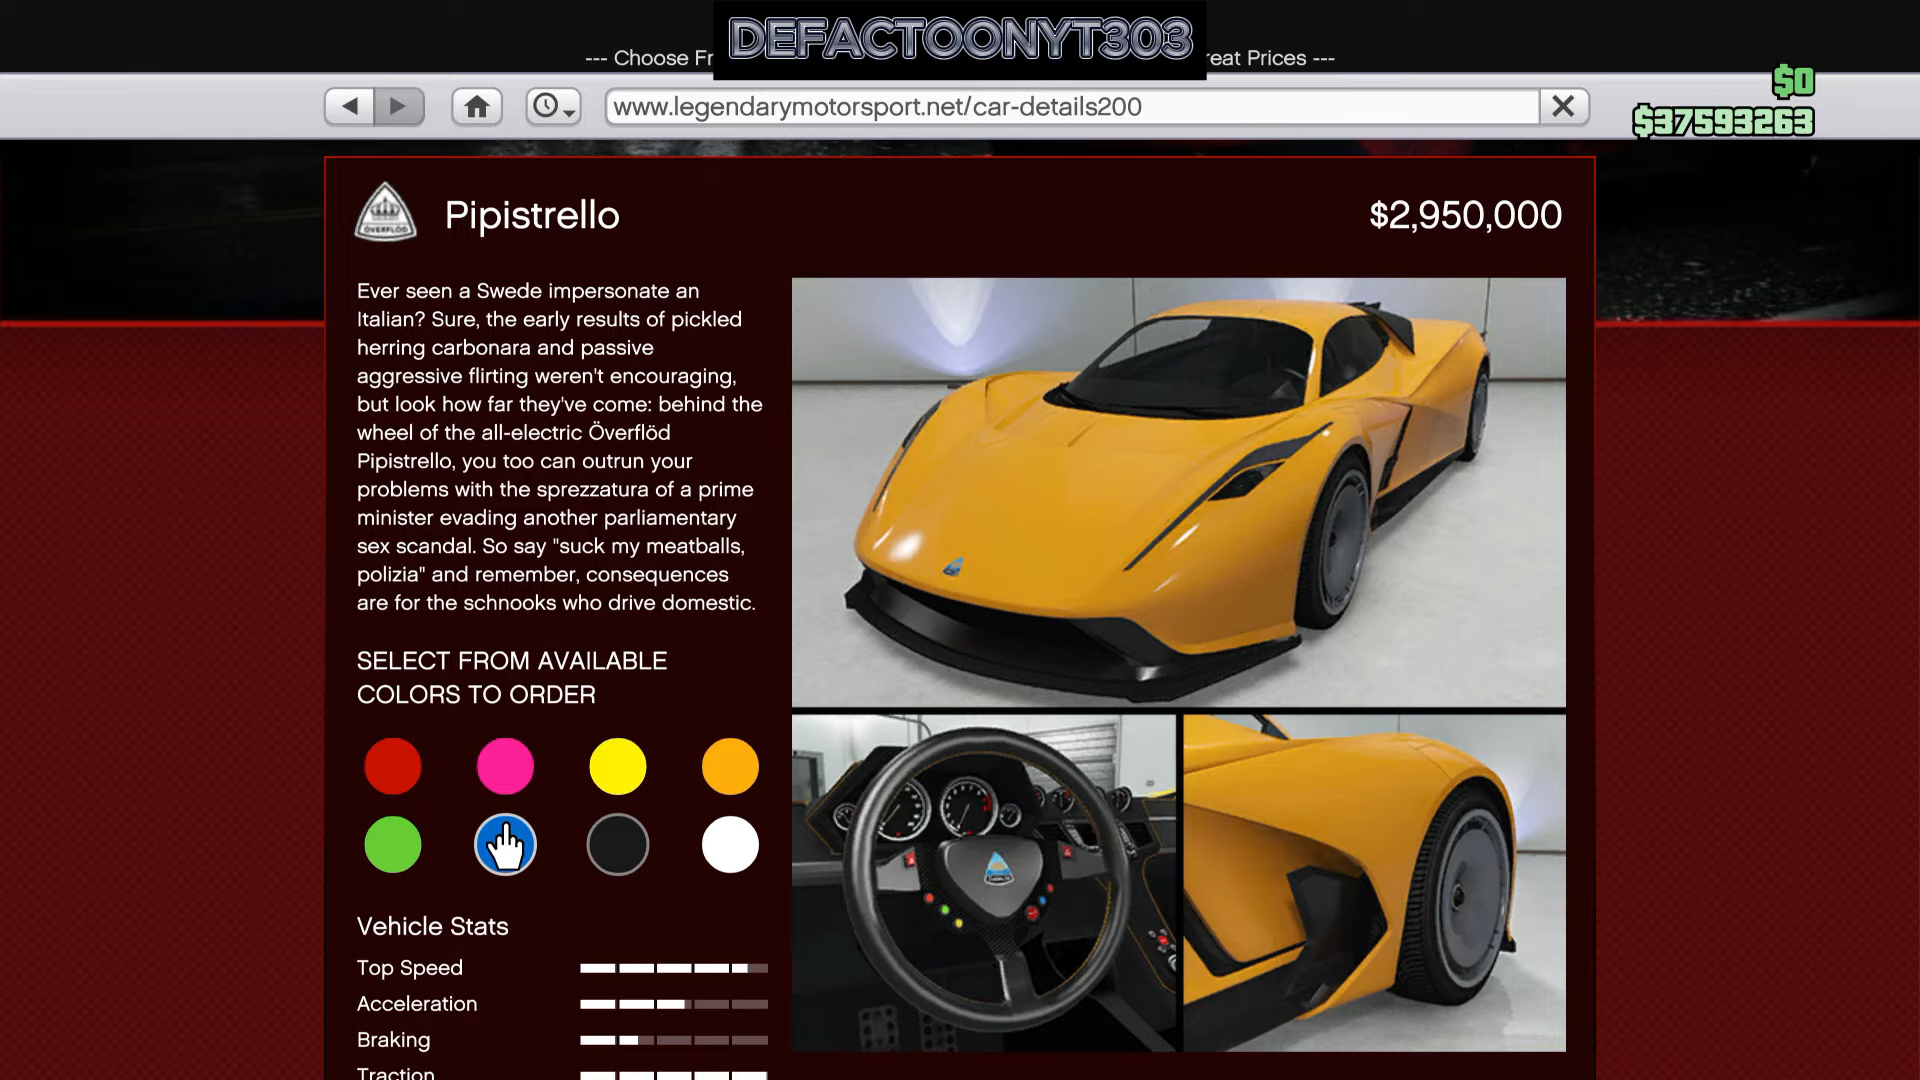 DEFACTOONYT303
--- Choose Fr
reat Prices ---
$0
www.legendarymotorsport.net/car-details200
$37593263
ÖVERFLÖD
Pipistrello
$2,950,000
Ever seen a Swede impersonate an
Italian? Sure, the early results of pickled
herring carbonara and passive
aggressive flirting weren't encouraging,
but look how far they've come: behind the
wheel of the all-electric Överflöd
Pipistrello, you too can outrun your
problems with the sprezzatura of a prime
minister evading another parliamentary
sex scandal. So say "suck my meatballs,
polizia" and remember, consequences
are for the schnooks who drive domestic.
SELECT FROM AVAILABLE
COLORS TO ORDER
Vehicle Stats
Top Speed
Acceleration
Braking
Traction